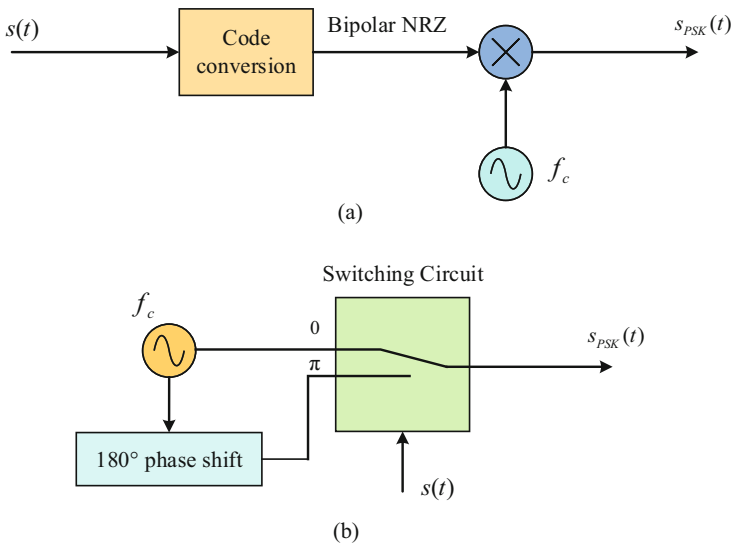 s(t)
Code
conversion
Bipolar NRZ
s_PSK(t)
f_c
(a)
Switching Circuit
f_c
0
π
s_PSK(t)
180° phase shift
s(t)
(b)